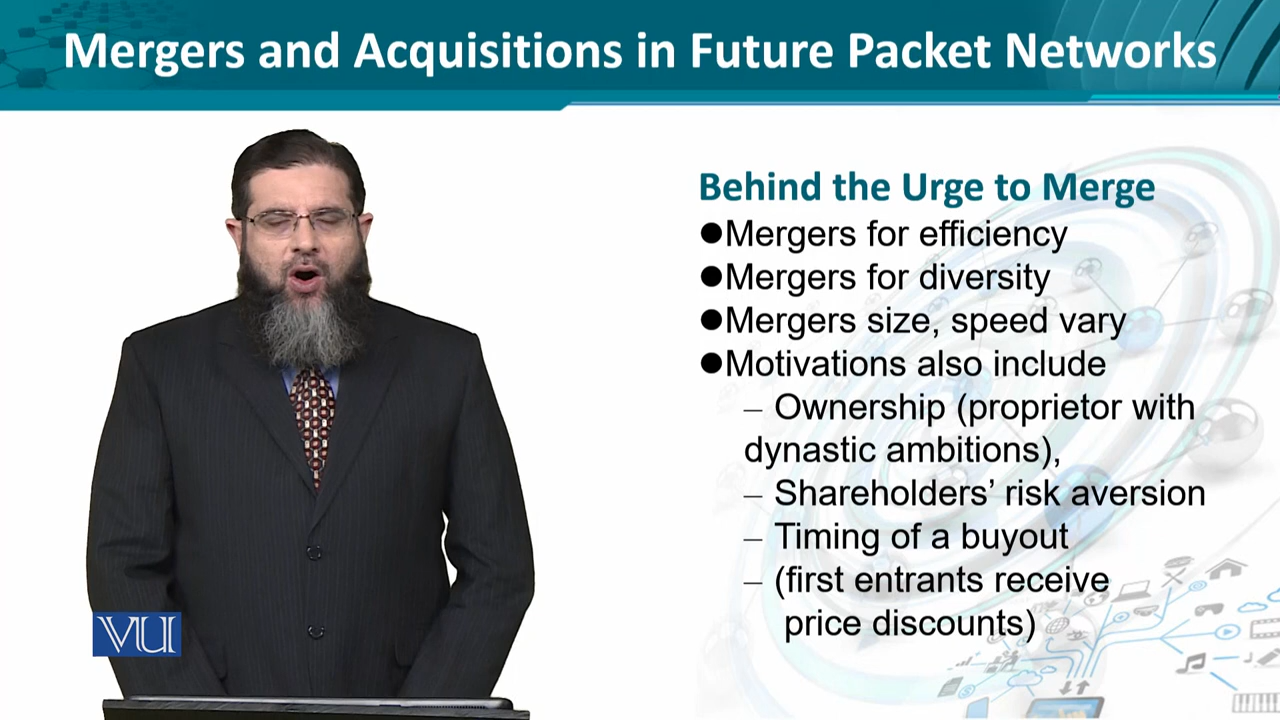 Mergers and Acquisitions in Future Packet Networks
Behind the Urge to Merge
●Mergers for efficiency
●Mergers for diversity
●Mergers size, speed vary
●Motivations also include
– Ownership (proprietor with
dynastic ambitions),
– Shareholders’ risk aversion
– Timing of a buyout
– (first entrants receive
price discounts)
VU